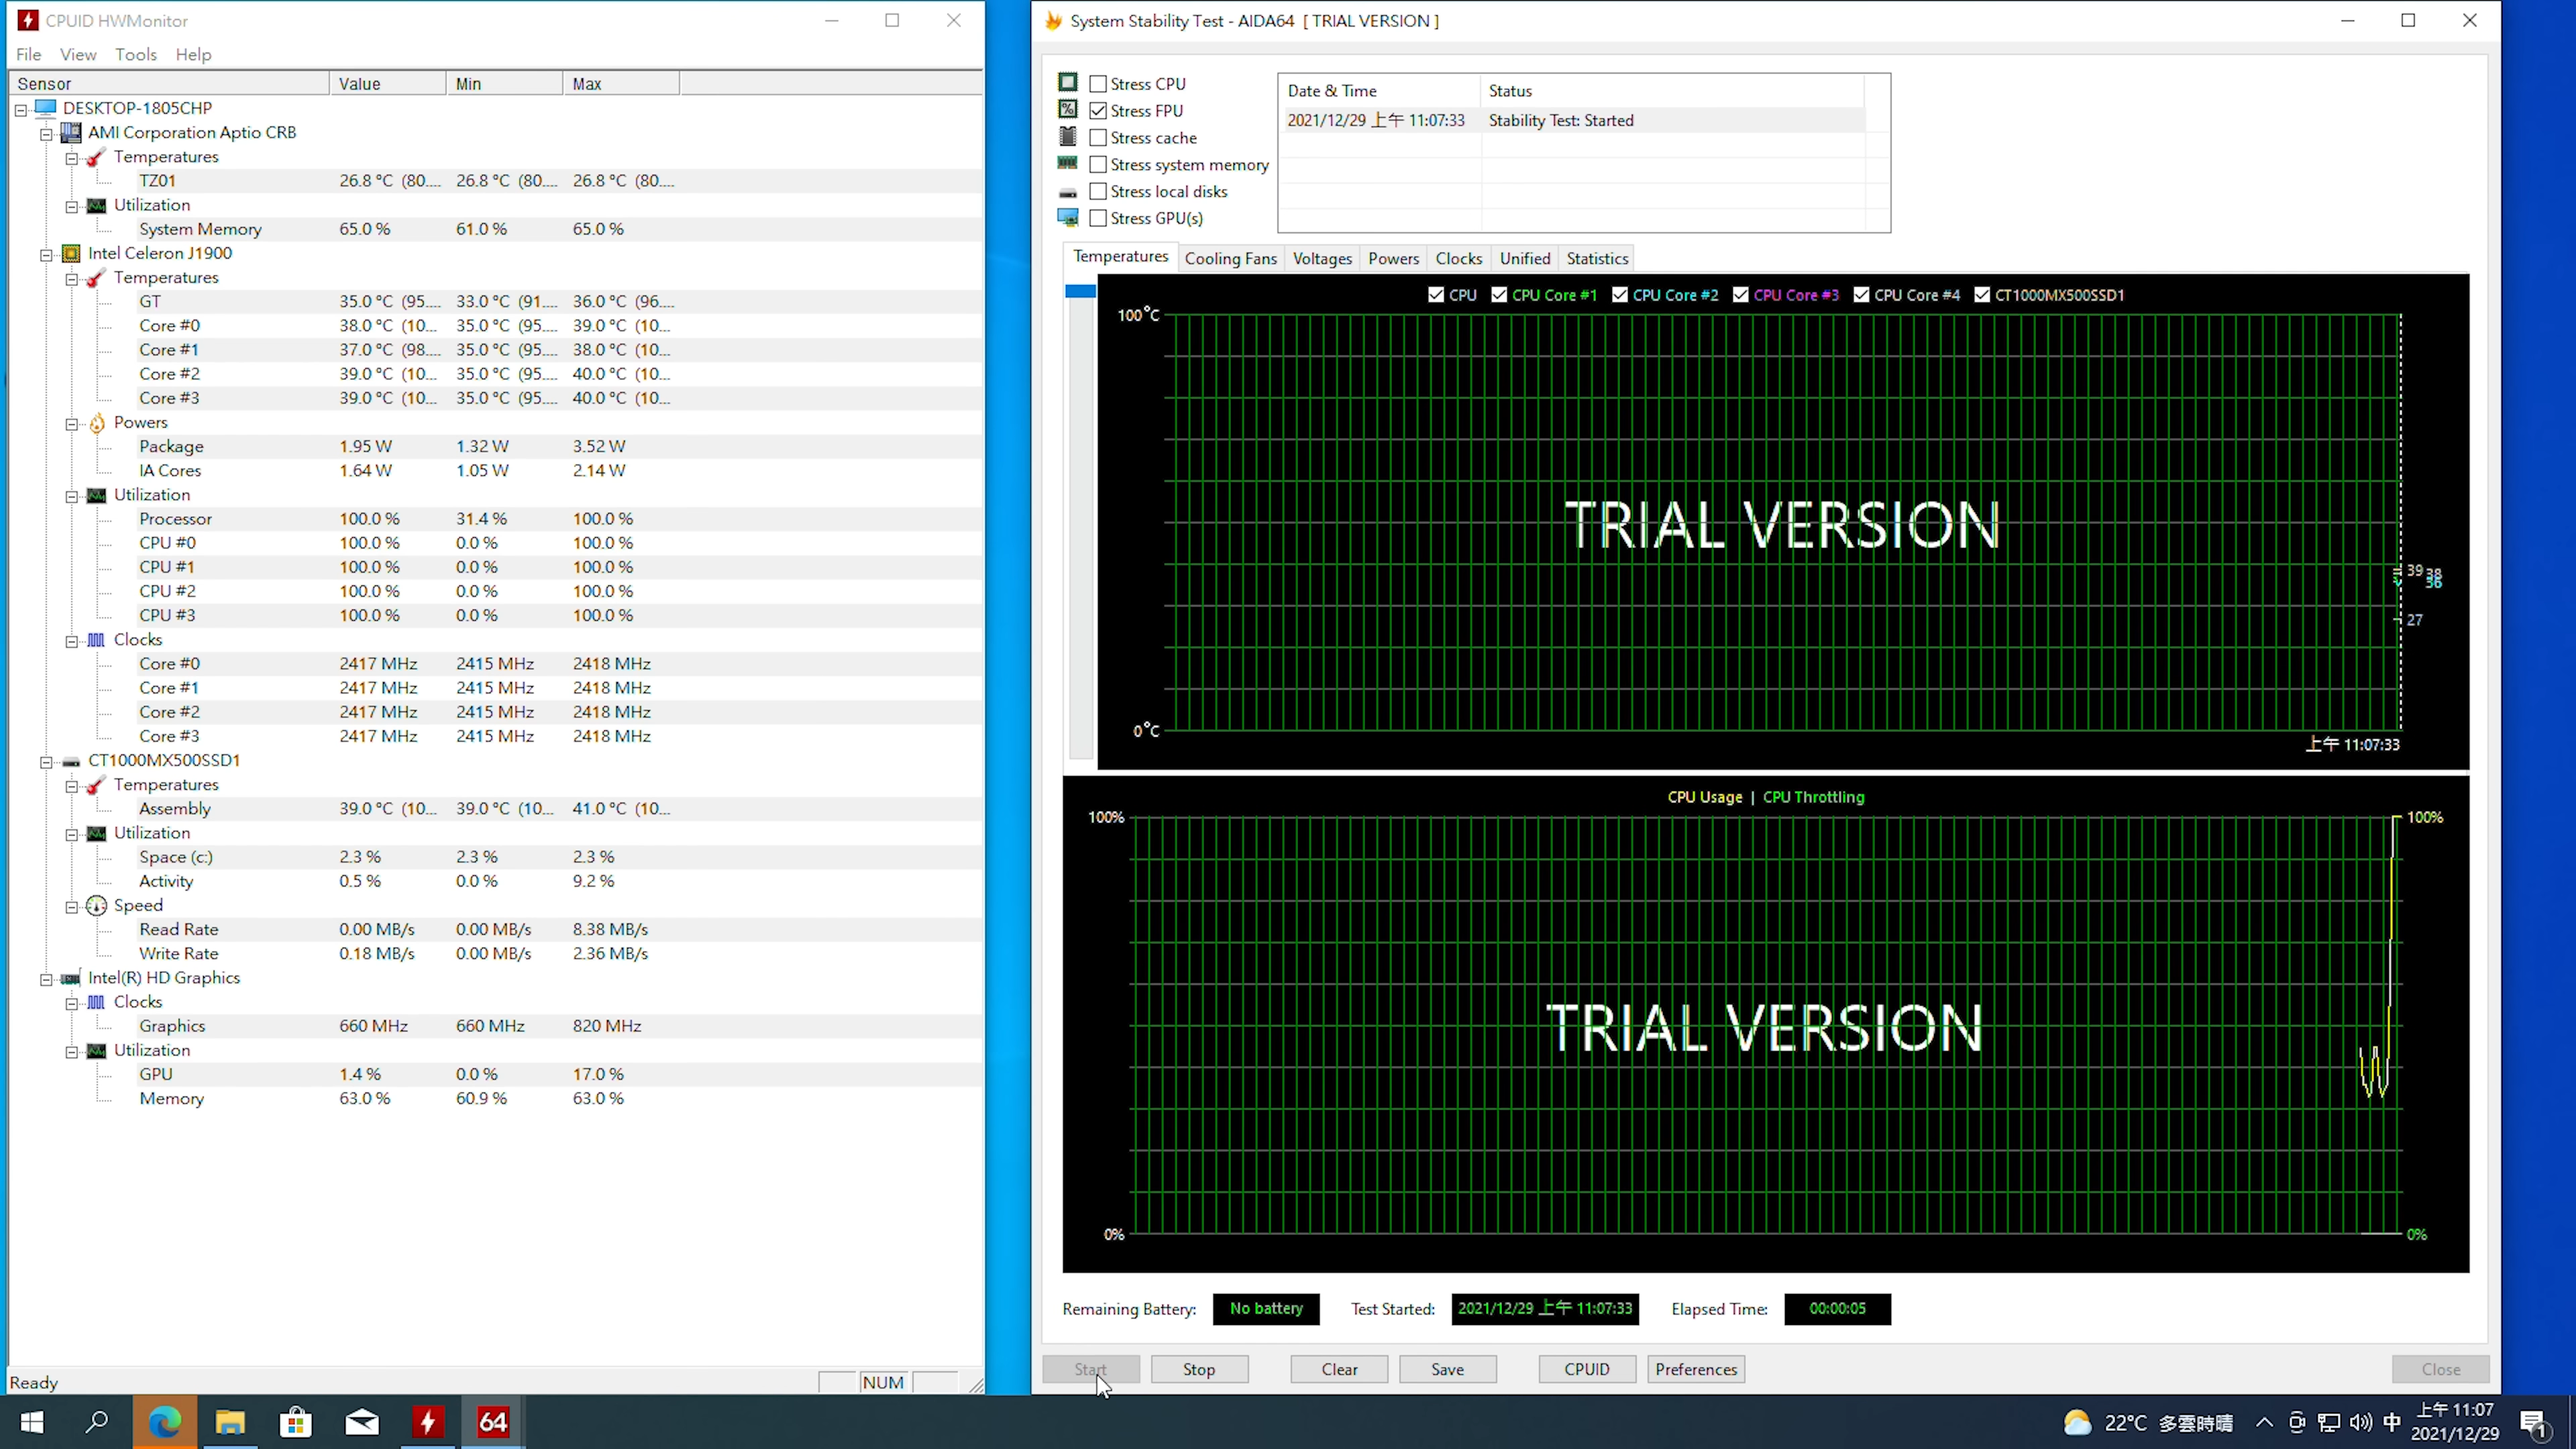 CPUID HWMonitor
File View Tools Help
Sensor Value Min Max
DESKTOP-1805CHP
AMI Corporation Aptio CRB
Temperatures
TZ01 26.8 °C (80.... 26.8 °C (80.... 26.8 °C (80....
Utilization
System Memory 65.0 % 61.0 % 65.0 %
Intel Celeron J1900
Temperatures
GT 35.0 °C (95.... 33.0 °C (91.... 36.0 °C (96....
Core #0 38.0 °C (10... 35.0 °C (95.... 39.0 °C (10...
Core #1 37.0 °C (98.... 35.0 °C (95.... 38.0 °C (10...
Core #2 39.0 °C (10... 35.0 °C (95.... 40.0 °C (10...
Core #3 39.0 °C (10... 35.0 °C (95.... 40.0 °C (10...
Powers
Package 1.95 W 1.32 W 3.52 W
IA Cores 1.64 W 1.05 W 2.14 W
Utilization
Processor 100.0 % 31.4 % 100.0 %
CPU #0 100.0 % 0.0 % 100.0 %
CPU #1 100.0 % 0.0 % 100.0 %
CPU #2 100.0 % 0.0 % 100.0 %
CPU #3 100.0 % 0.0 % 100.0 %
Clocks
Core #0 2417 MHz 2415 MHz 2418 MHz
Core #1 2417 MHz 2415 MHz 2418 MHz
Core #2 2417 MHz 2415 MHz 2418 MHz
Core #3 2417 MHz 2415 MHz 2418 MHz
CT1000MX500SSD1
Temperatures
Assembly 39.0 °C (10... 39.0 °C (10... 41.0 °C (10...
Utilization
Space (c:) 2.3 % 2.3 % 2.3 %
Activity 0.5 % 0.0 % 9.2 %
Speed
Read Rate 0.00 MB/s 0.00 MB/s 8.38 MB/s
Write Rate 0.18 MB/s 0.00 MB/s 2.36 MB/s
Intel(R) HD Graphics
Clocks
Graphics 660 MHz 660 MHz 820 MHz
Utilization
GPU 1.4 % 0.0 % 17.0 %
Memory 63.0 % 60.9 % 63.0 %
Ready NUM
System Stability Test - AIDA64 [ TRIAL VERSION ]
Stress CPU
Stress FPU
Stress cache
Stress system memory
Stress local disks
Stress GPU(s)
Date & Time Status
2021/12/29 上午 11:07:33 Stability Test: Started
Temperatures Cooling Fans Voltages Powers Clocks Unified Statistics
CPU CPU Core #1 CPU Core #2 CPU Core #3 CPU Core #4 CT1000MX500SSD1
100°C
TRIAL VERSION
39 38
36
27
0°C
上午 11:07:33
CPU Usage | CPU Throttling
100% 100%
TRIAL VERSION
0% 0%
Remaining Battery: No battery Test Started: 2021/12/29 上午 11:07:33 Elapsed Time: 00:00:05
Start Stop Clear Save CPUID Preferences Close
64 22°C 多雲時晴 中 上午 11:07 1
2021/12/29